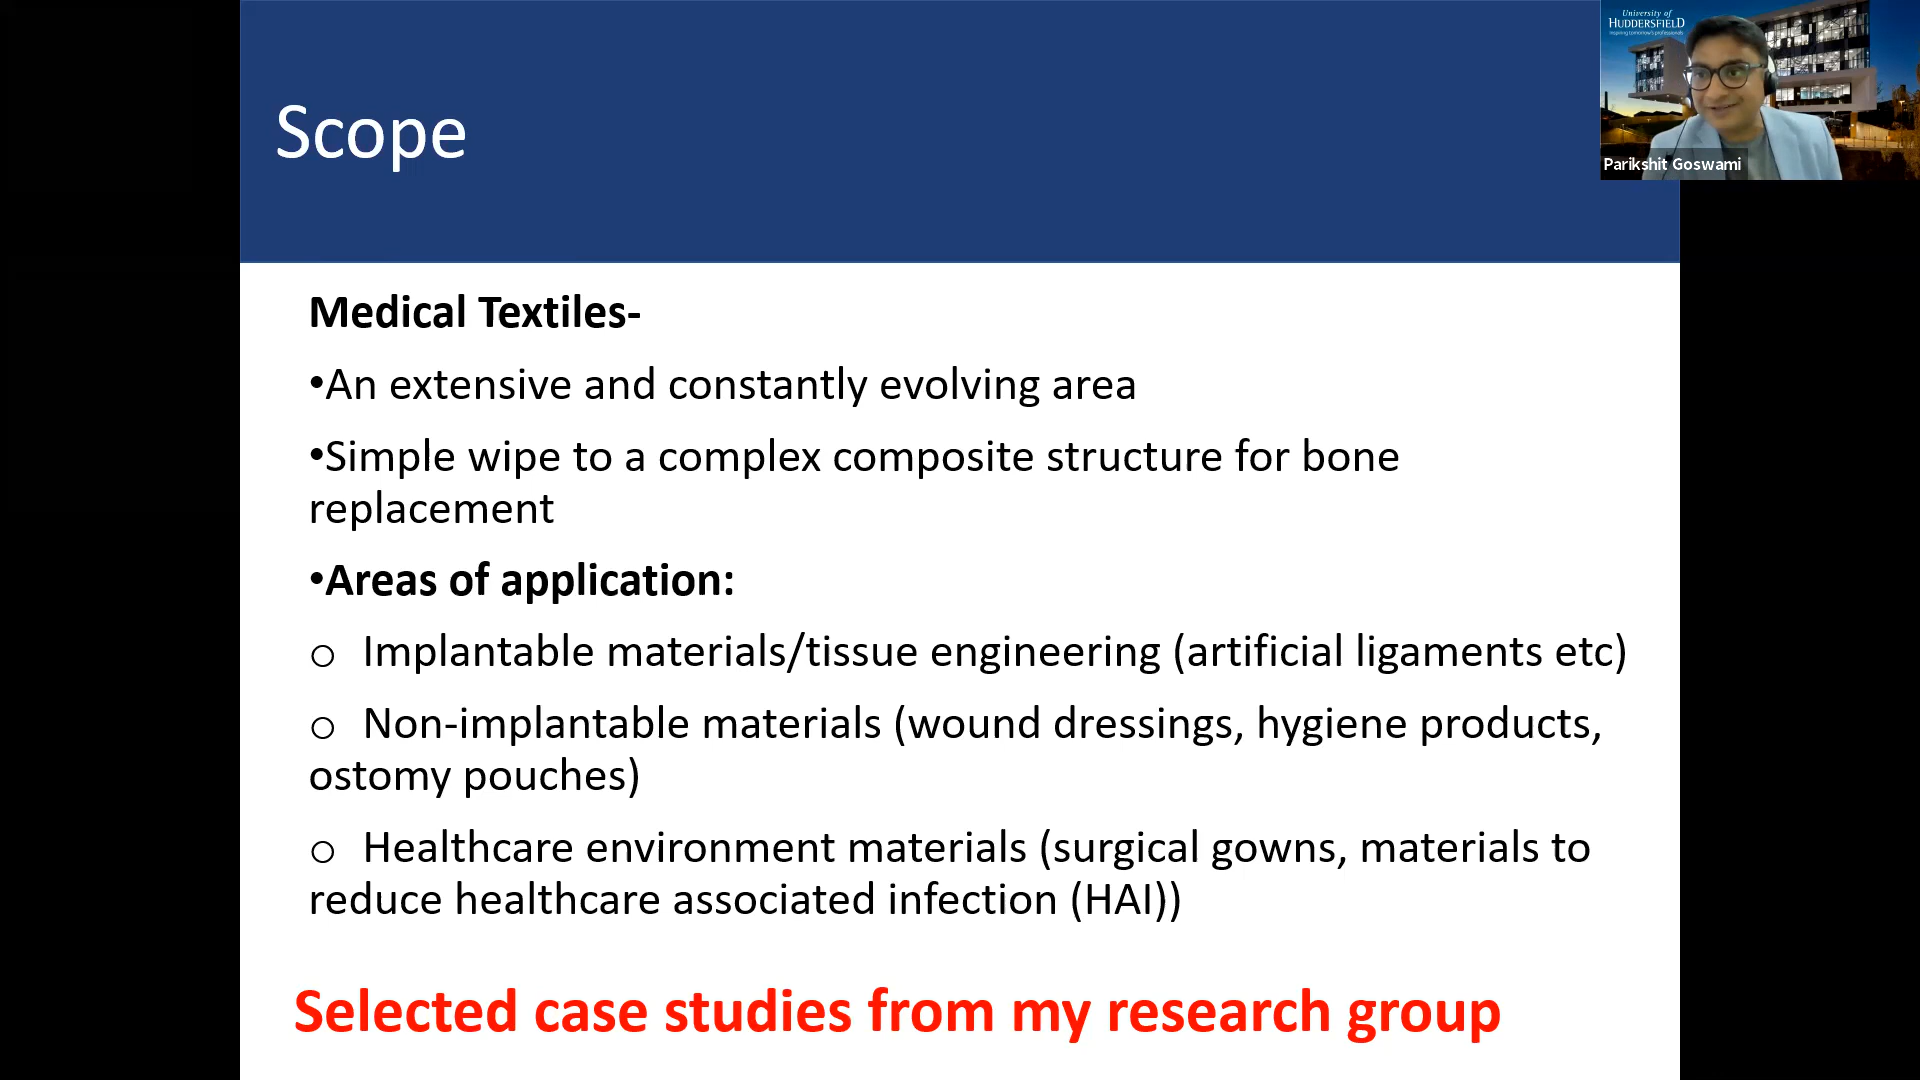 Scope
University of
HUDDERSFIELD
Inspiring tomorrow's professionals
Parikshit Goswami
Medical Textiles-
•An extensive and constantly evolving area
•Simple wipe to a complex composite structure for bone
replacement
•Areas of application:
o Implantable materials/tissue engineering (artificial ligaments etc)
o Non-implantable materials (wound dressings, hygiene products,
ostomy pouches)
o Healthcare environment materials (surgical gowns, materials to
reduce healthcare associated infection (HAI))
Selected case studies from my research group